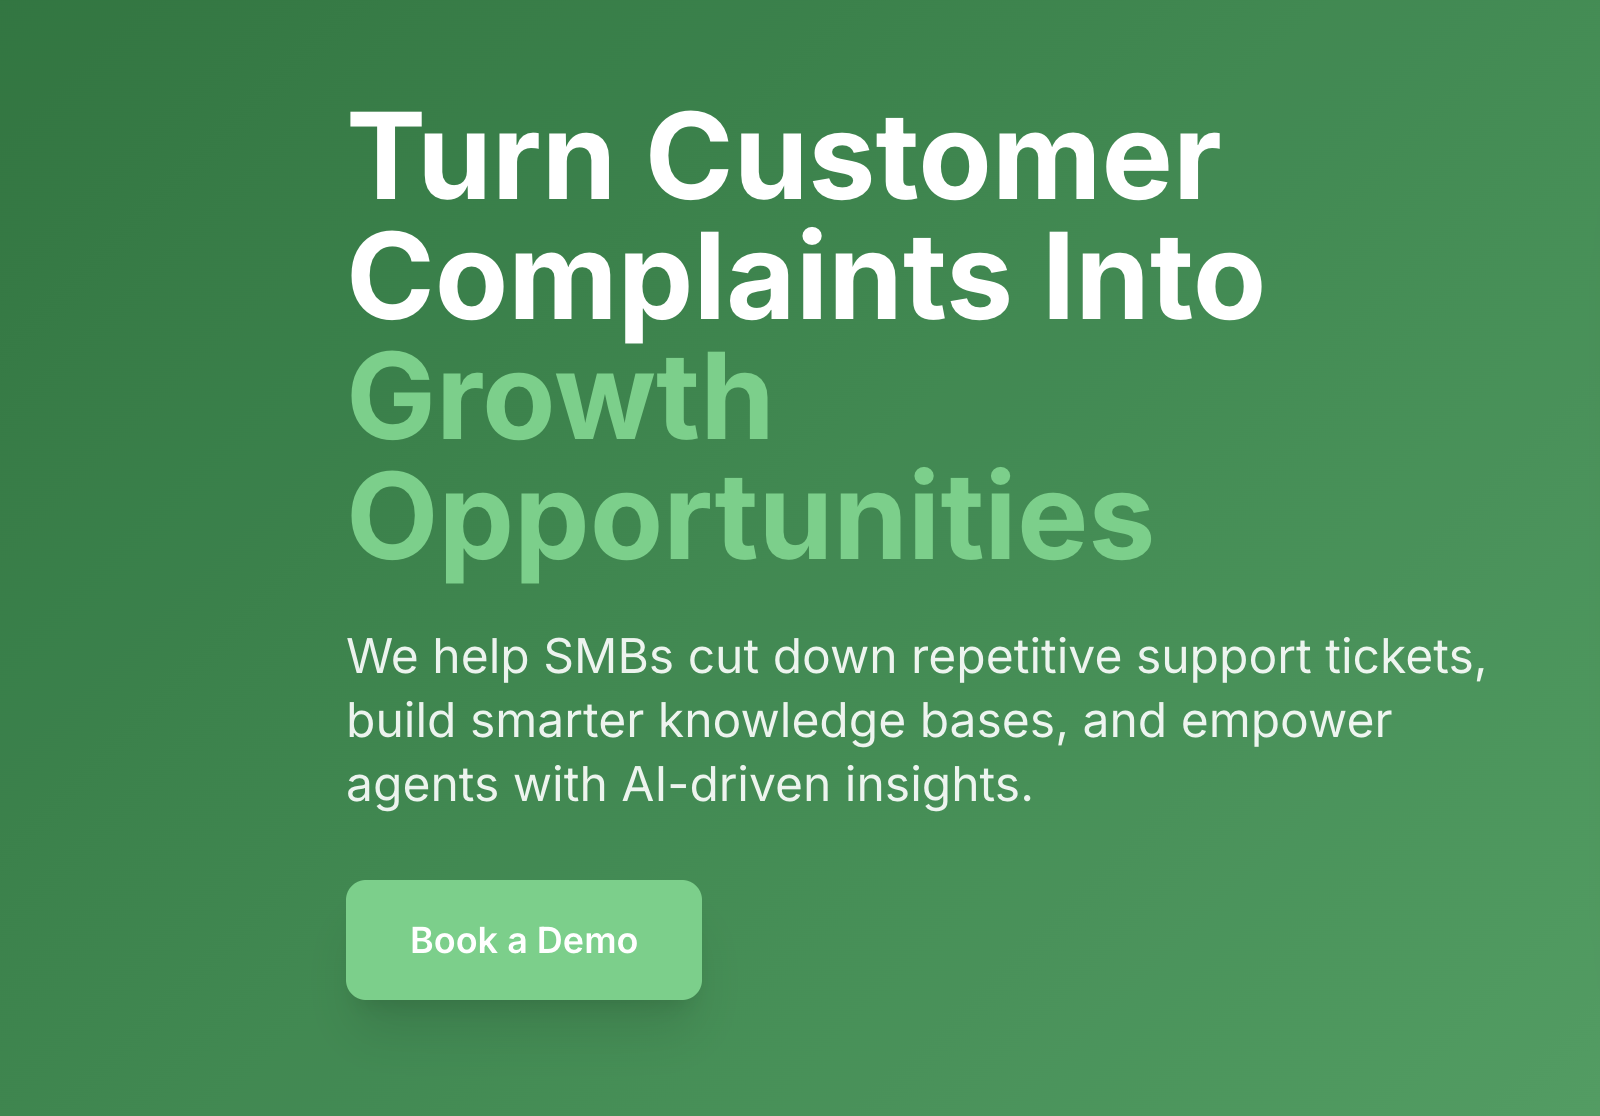 Turn Customer
Complaints Into
Growth
Opportunities
We help SMBs cut down repetitive support tickets,
build smarter knowledge bases, and empower
agents with AI-driven insights.
Book a Demo